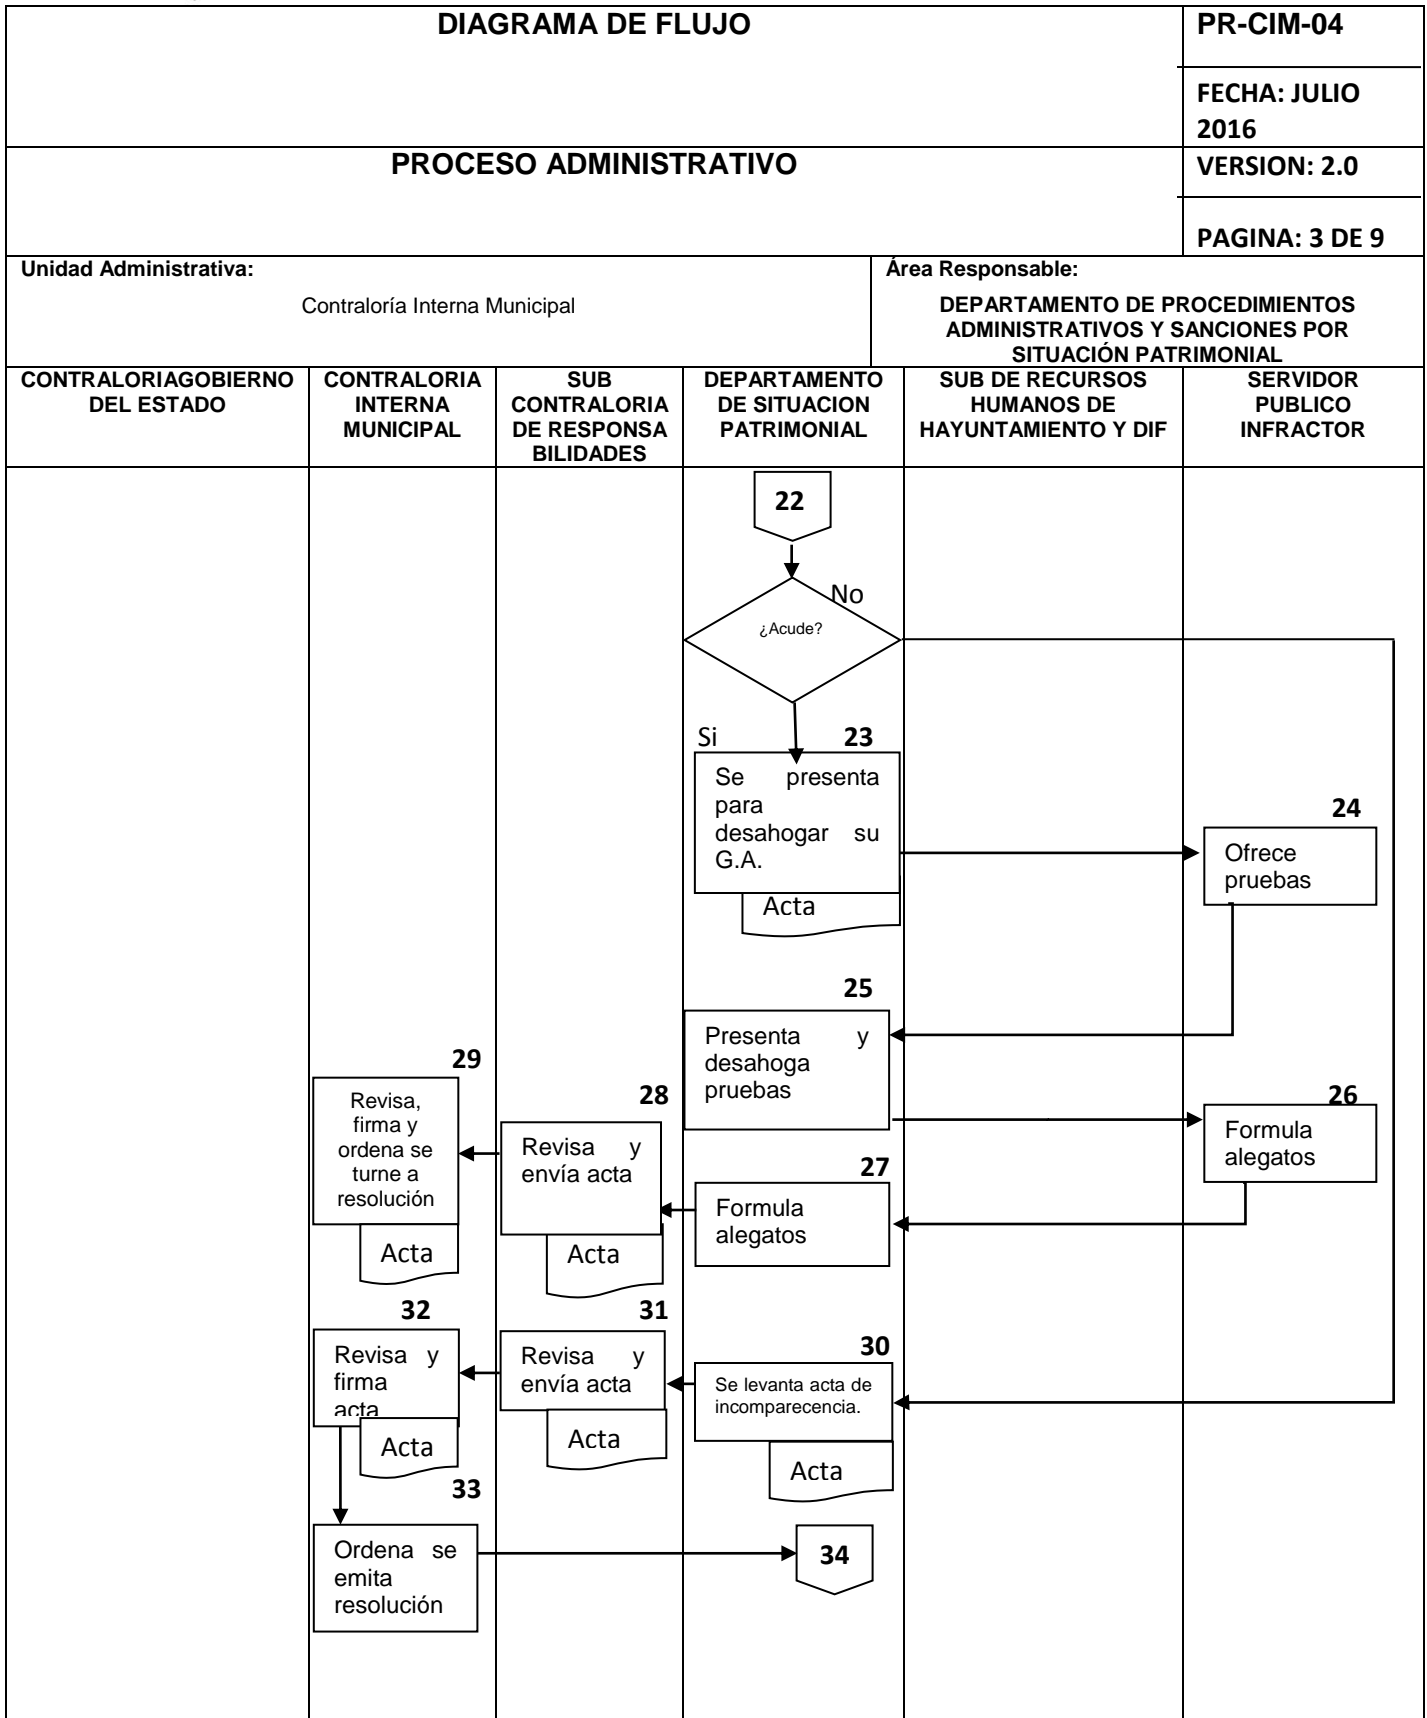 DIAGRAMA DE FLUJO
PR-CIM-04
FECHA: JULIO
2016
PROCESO ADMINISTRATIVO
VERSION: 2.0
PAGINA: 3 DE 9
Unidad Administrativa:
Contraloría Interna Municipal
Área Responsable:
DEPARTAMENTO DE PROCEDIMIENTOS
ADMINISTRATIVOS Y SANCIONES POR
SITUACIÓN PATRIMONIAL
CONTRALORIAGOBIERNO
DEL ESTADO
CONTRALORIA
INTERNA
MUNICIPAL
SUB
CONTRALORIA
DE RESPONSA
BILIDADES
DEPARTAMENTO
DE SITUACION
PATRIMONIAL
SUB DE RECURSOS
HUMANOS DE
HAYUNTAMIENTO Y DIF
SERVIDOR
PUBLICO
INFRACTOR
22
No
¿Acude?
Si
23
Se presenta
para
desahogar su
G.A.
Acta
24
Ofrece
pruebas
25
Presenta y
desahoga
pruebas
26
Formula
alegatos
27
Formula
alegatos
28
Revisa y
envía acta
Acta
29
Revisa,
firma y
ordena se
turne a
resolución
Acta
30
Se levanta acta de
incomparecencia.
Acta
31
Revisa y
envía acta
Acta
32
Revisa y
firma
acta
Acta
33
Ordena se
emita
resolución
34